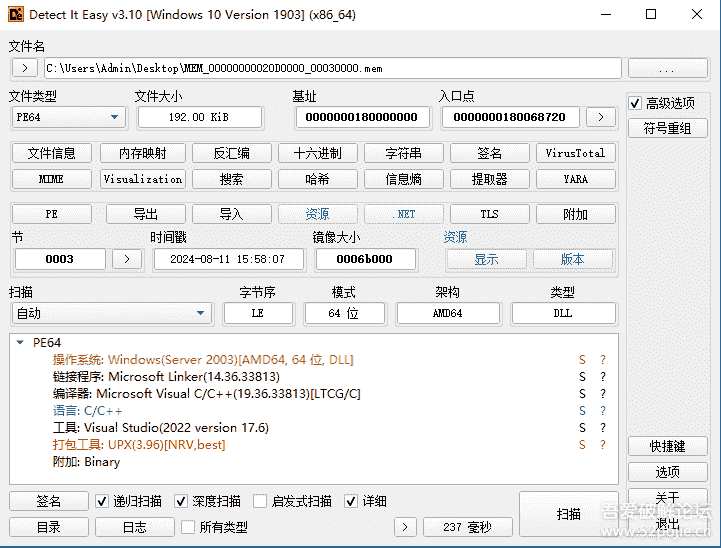 Detect It Easy v3.10 [Windows 10 Version 1903] (x86_64)
文件名
> C:\Users\Admin\Desktop\MEM_00000000020D0000_00030000.mem ...
文件类型 文件大小 基址 入口点
PE64 192.00 KiB 0000000180000000 0000000180068720 >
高级选项
符号重组
文件信息 内存映射 反汇编 十六进制 字符串 签名 VirusTotal
MIME Visualization 搜索 哈希 信息熵 提取器 YARA
PE 导出 导入 资源 .NET TLS 附加
节 时间戳 镜像大小 资源
0003 > 2024-08-11 15:58:07 0006b000 显示 版本
扫描 字节序 模式 架构 类型
自动 LE 64 位 AMD64 DLL
PE64
操作系统: Windows(Server 2003)[AMD64, 64 位, DLL] S ?
链接程序: Microsoft Linker(14.36.33813) S ?
编译器: Microsoft Visual C/C++(19.36.33813)[LTCG/C] S ?
语言: C/C++ S ?
工具: Visual Studio(2022 version 17.6) S ?
打包工具: UPX(3.96)[NRV,best] S ?
附加: Binary
快捷键
选项
关于
退出
签名 递归扫描 深度扫描 启发式扫描 详细 扫描
目录 日志 所有类型 > 237 毫秒
吾爱破解论坛
www.52pojie.cn